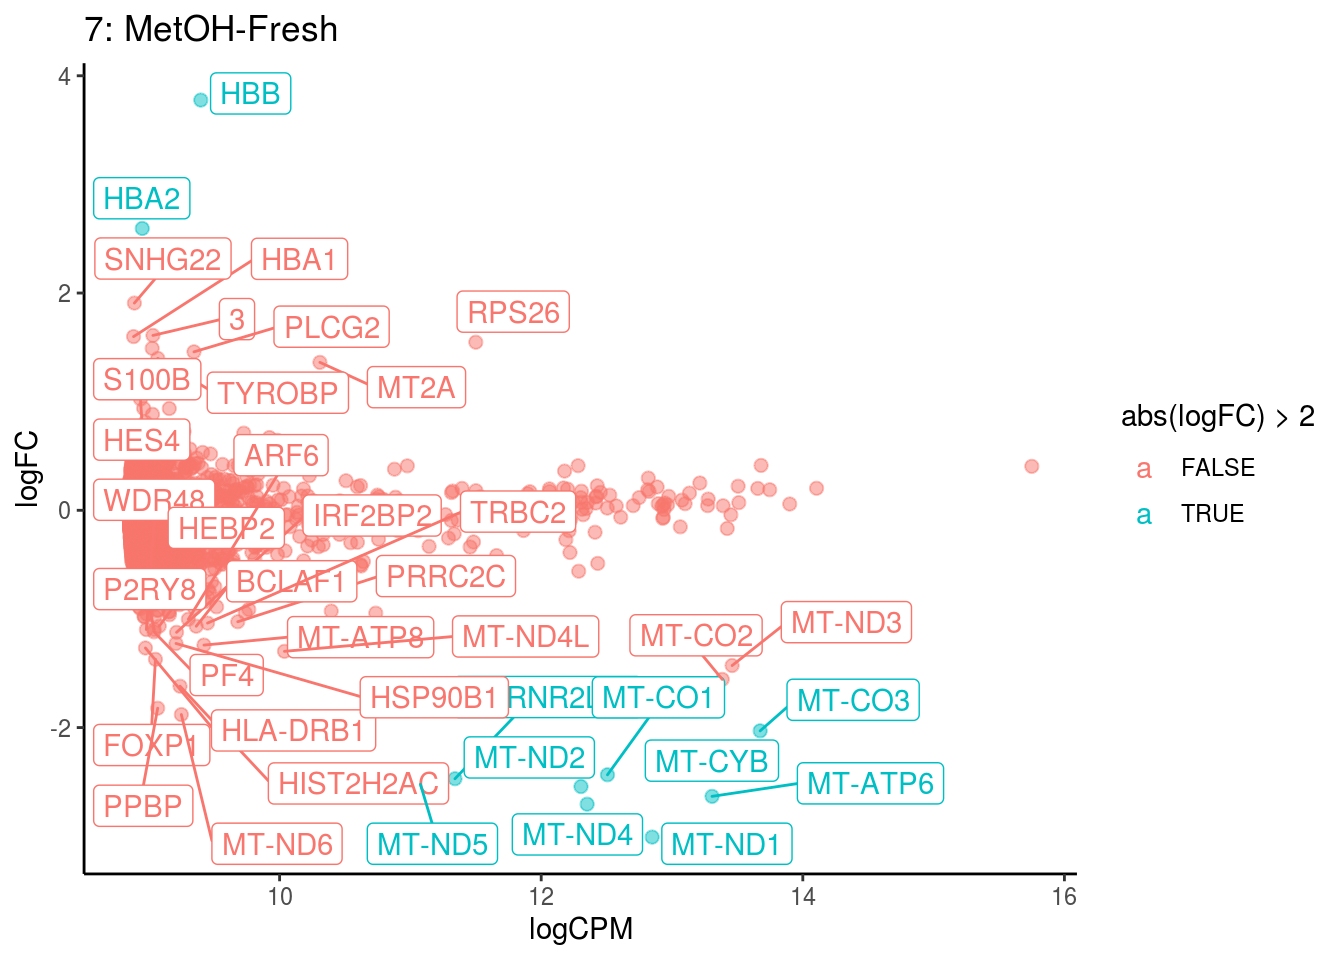 7: MetOH-Fresh
4
HBB
HBA2
SNHG22
HBA1
2
3
PLCG2
RPS26
S100B
TYROBP
MT2A
abs(logFC) > 2
HES4
ARF6
a FALSE
logFC
WDR48
0
HEBP2
IRF2BP2
TRBC2
a TRUE
P2RY8
BCLAF1
PRRC2C
MT-ATP8
MT-ND4L
MT-CO2
MT-ND3
PF4
HSP90B1
MT-CO1
MT-CO3
-2
FOXP1
HLA-DRB1
MT-ND2
MT-CYB
HIST2H2AC
MT-ATP6
PPBP
MT-ND6
MT-ND5
MT-ND4
MT-ND1
10 12 14 16
logCPM